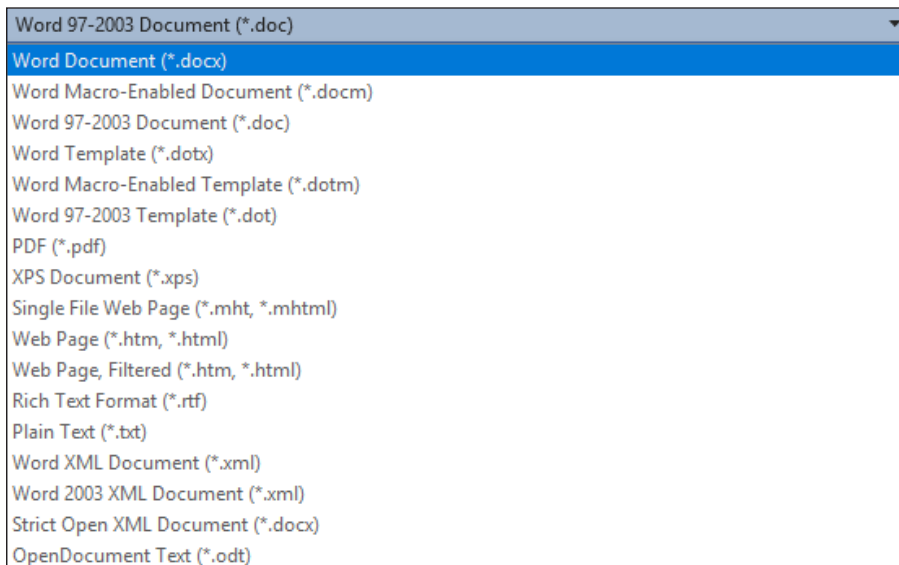 Word 97-2003 Document (*.doc)
Word Document (*.docx)
Word Macro-Enabled Document (*.docm)
Word 97-2003 Document (*.doc)
Word Template (*.dotx)
Word Macro-Enabled Template (*.dotm)
Word 97-2003 Template (*.dot)
PDF (*.pdf)
XPS Document (*.xps)
Single File Web Page (*.mht, *.mhtml)
Web Page (*.htm, *.html)
Web Page, Filtered (*.htm, *.html)
Rich Text Format (*.rtf)
Plain Text (*.txt)
Word XML Document (*.xml)
Word 2003 XML Document (*.xml)
Strict Open XML Document (*.docx)
OpenDocument Text (*.odt)